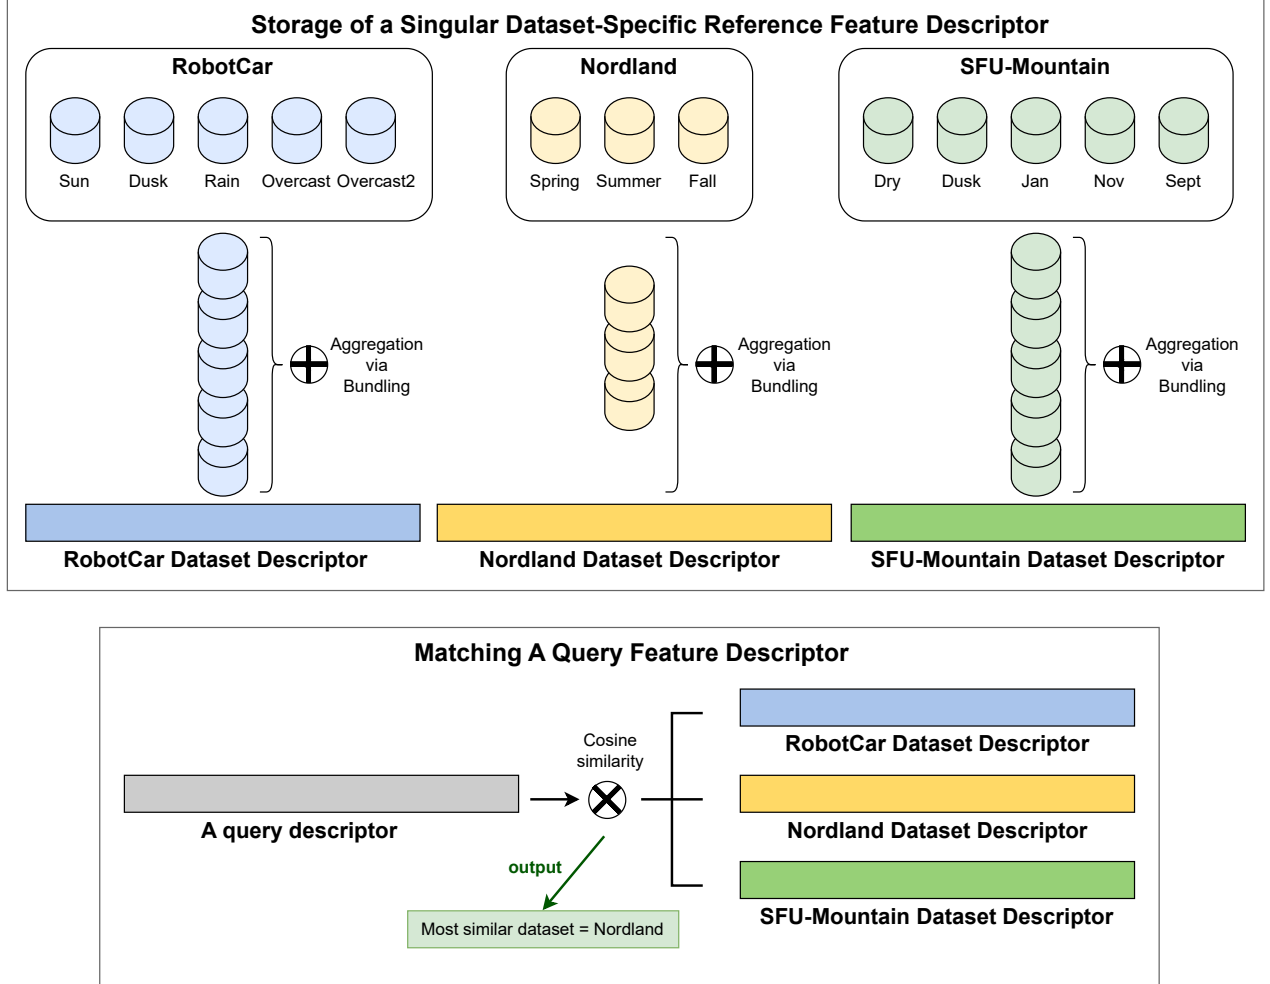 Storage of a Singular Dataset-Specific Reference Feature Descriptor
RobotCar
Sun
Dusk
Rain
Overcast
Overcast2
Nordland
Spring
Summer
Fall
SFU-Mountain
Dry
Dusk
Jan
Nov
Sept
Aggregation
via
Bundling
Aggregation
via
Bundling
Aggregation
via
Bundling
RobotCar Dataset Descriptor
Nordland Dataset Descriptor
SFU-Mountain Dataset Descriptor
Matching A Query Feature Descriptor
A query descriptor
Cosine
similarity
output
Most similar dataset = Nordland
RobotCar Dataset Descriptor
Nordland Dataset Descriptor
SFU-Mountain Dataset Descriptor